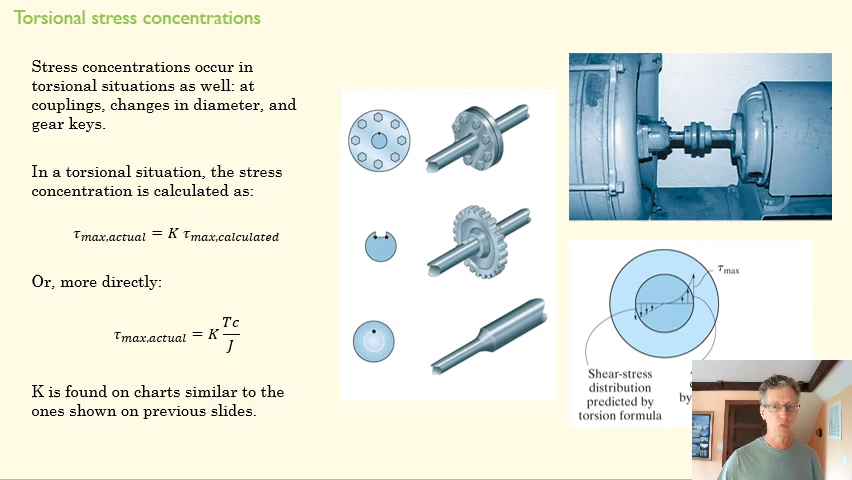 Torsional stress concentrations
Stress concentrations occur in
torsional situations as well: at
couplings, changes in diameter, and
gear keys.
In a torsional situation, the stress
concentration is calculated as:
τmax,actual = K τmax,calculated
Or, more directly:
τmax,actual = K Tc/J
K is found on charts similar to the
ones shown on previous slides.
τmax
Shear-stress
distribution
predicted by
torsion formula
by